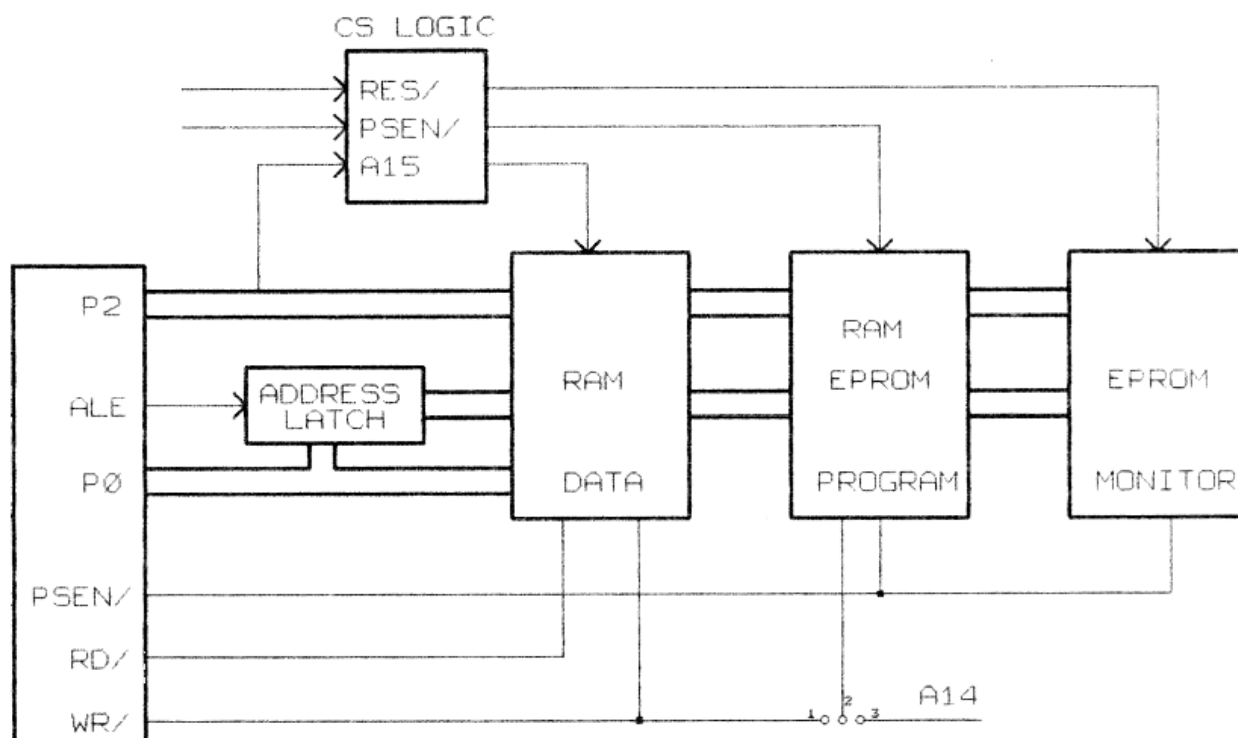 CS LOGIC
RES/
PSEN/
A15
P2
ALE
P0
PSEN/
RD/
WR/
ADDRESS
LATCH
RAM
DATA
RAM
EPROM
PROGRAM
EPROM
MONITOR
1
2
3
A14